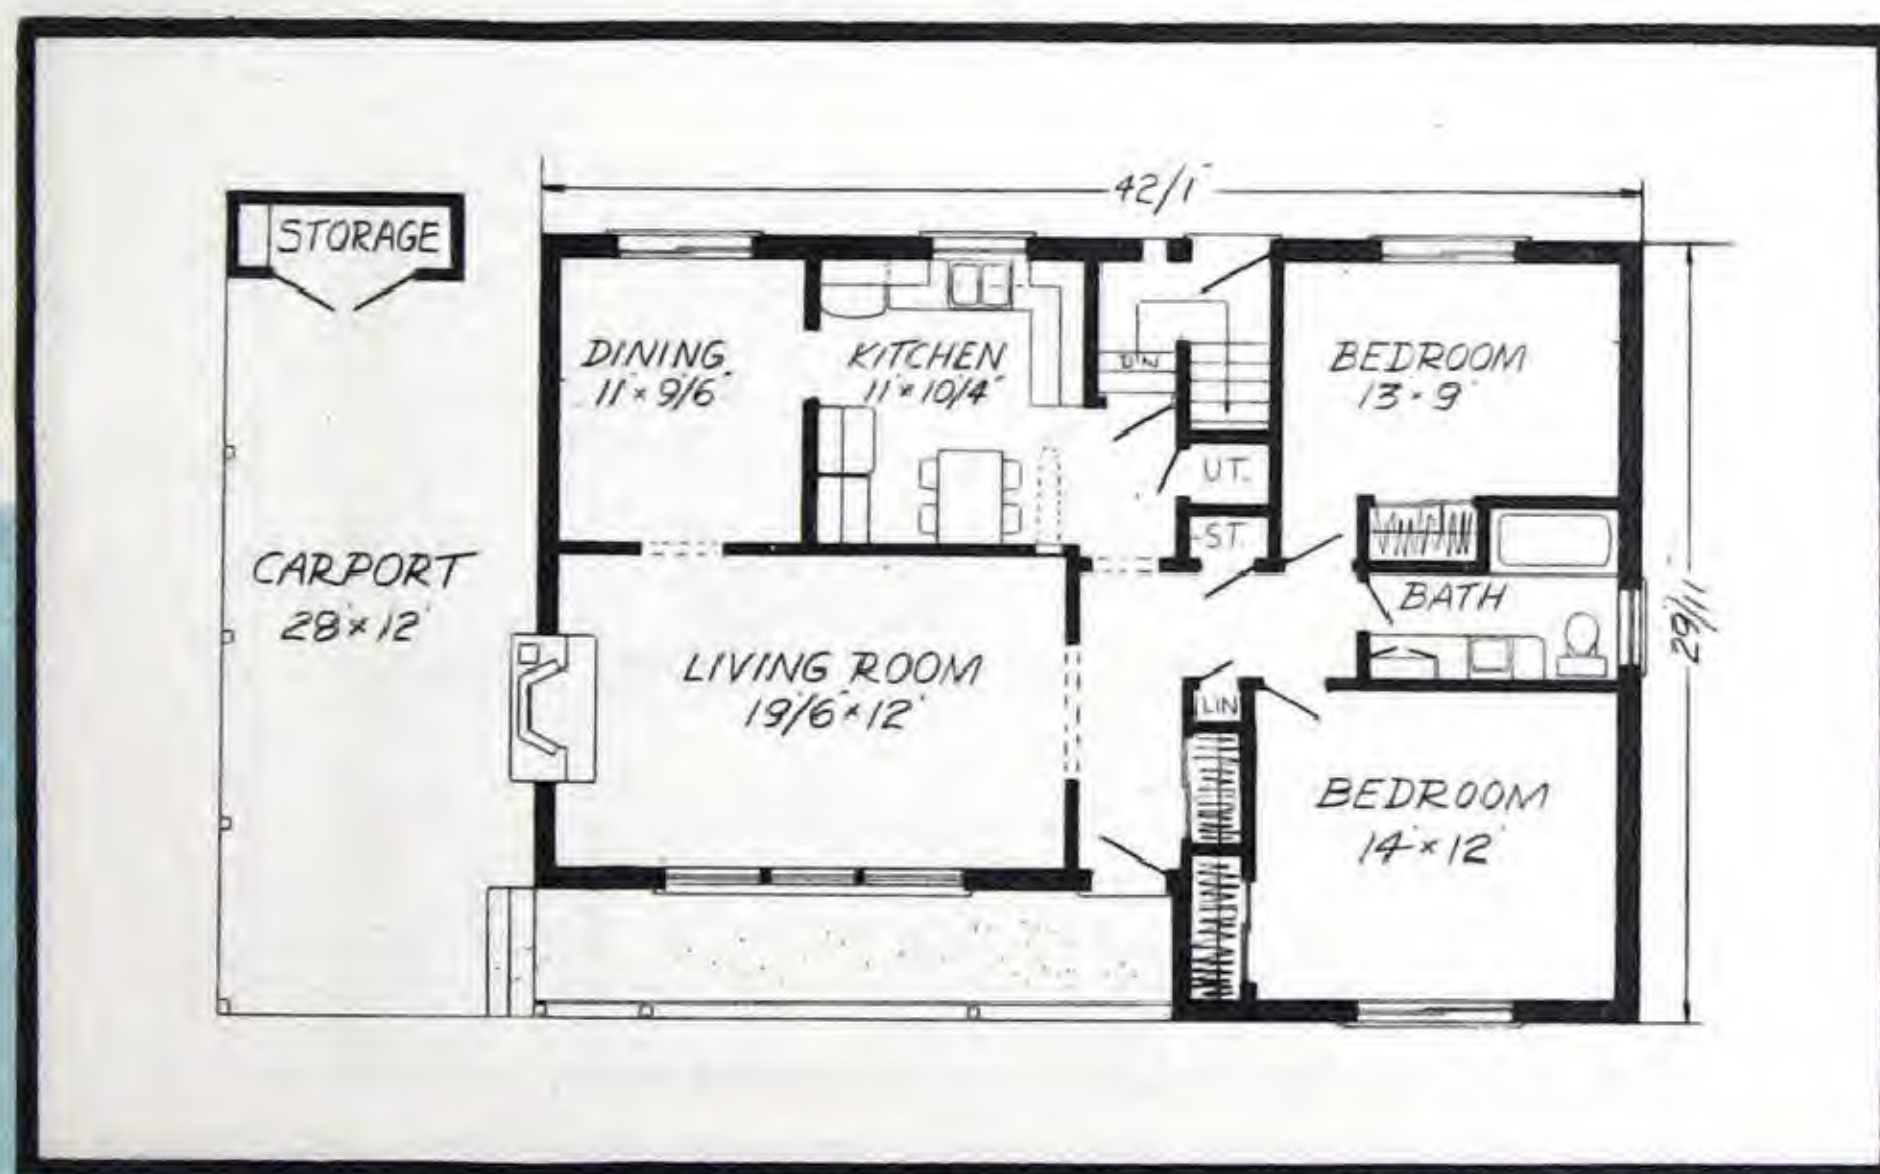 42/1"
STORAGE
DINING
11' × 9/6"
KITCHEN
11' × 10/4"
DN
BEDROOM
13' × 9'
UT.
ST.
CARPORT
28' × 12'
BATH
29/11"
LIVING ROOM
19/6" × 12'
LIN
BEDROOM
14' × 12'